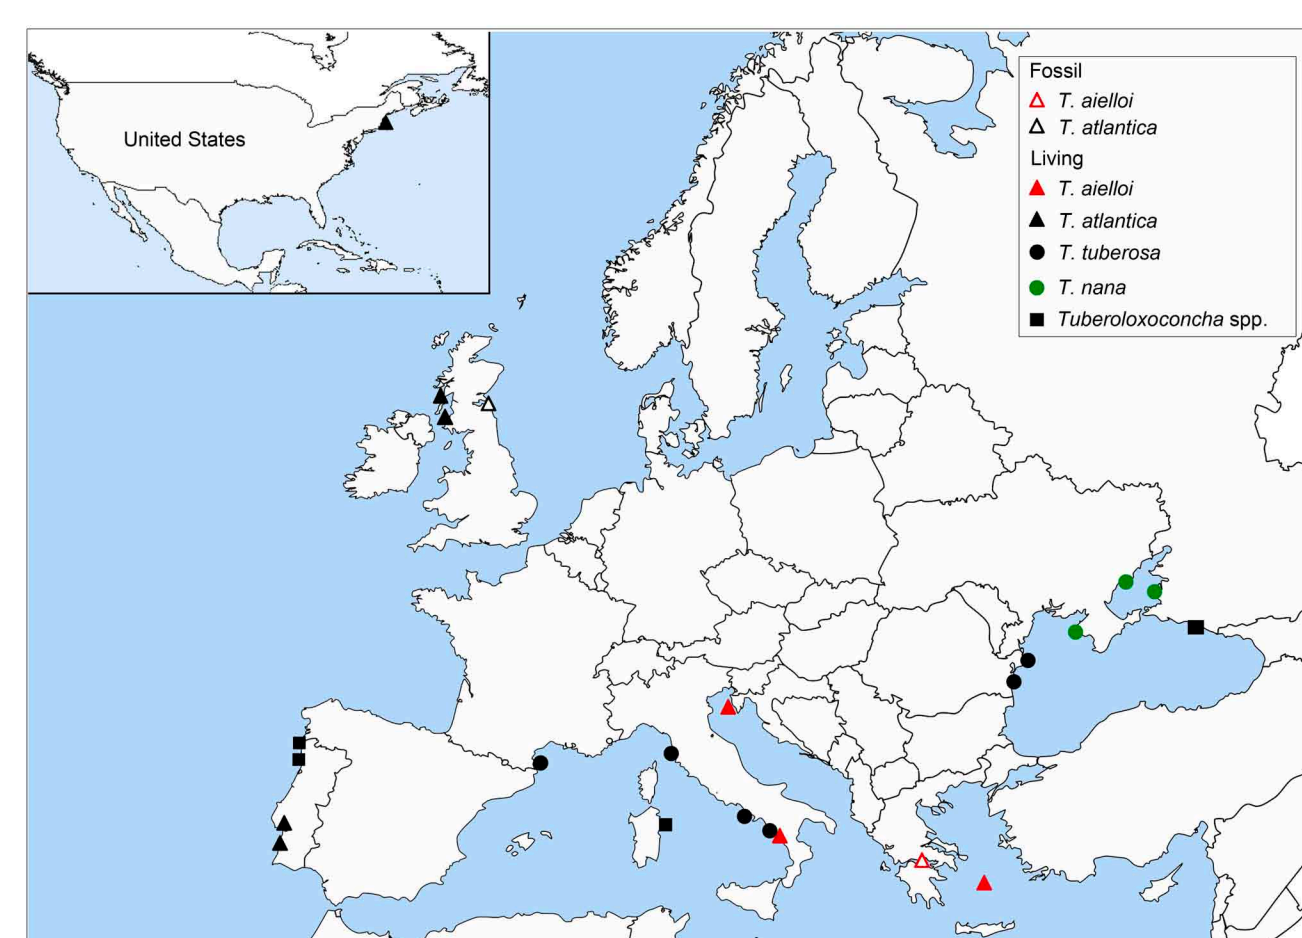 United States
Fossil
T. aielloi
T. atlantica
Living
T. aielloi
T. atlantica
T. tuberosa
T. nana
Tuberoloxoconcha spp.